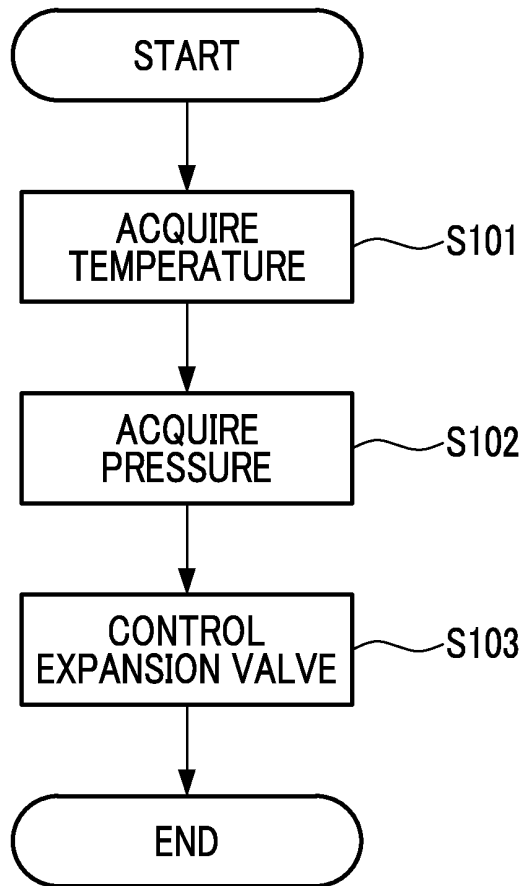 START
ACQUIRE
TEMPERATURE
S101
ACQUIRE
PRESSURE
S102
CONTROL
EXPANSION VALVE
S103
END